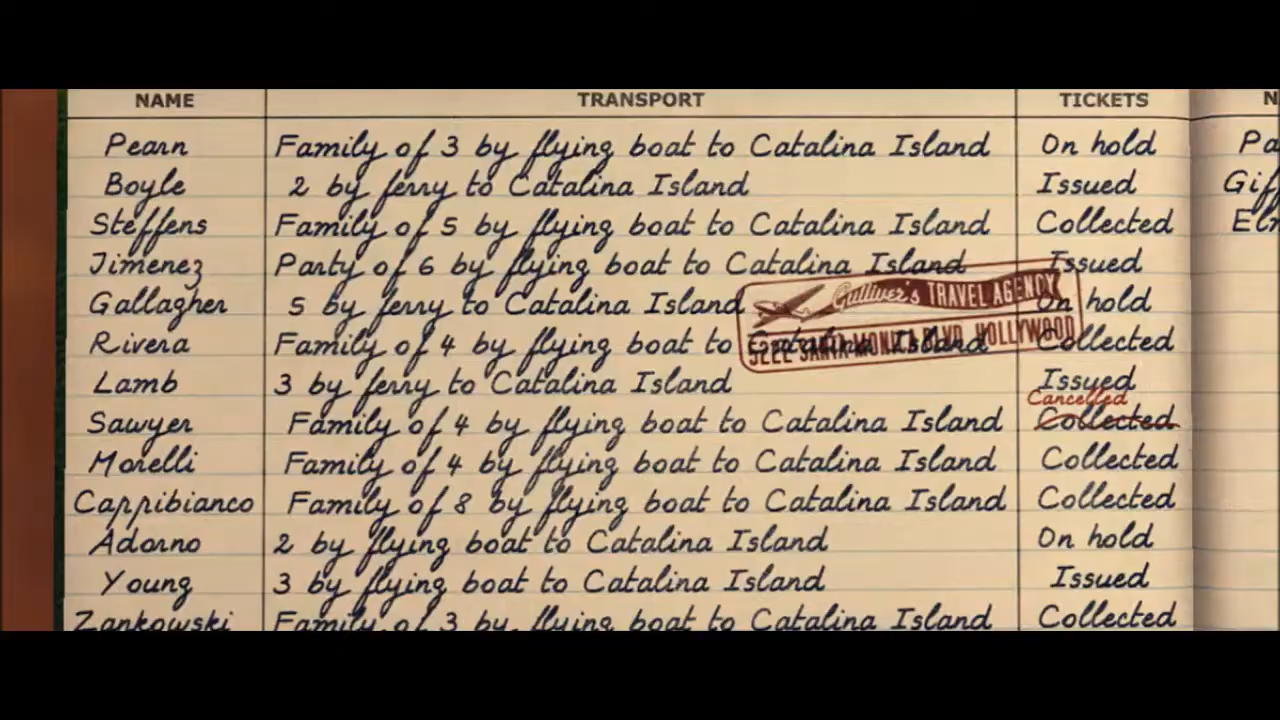 NAME TRANSPORT TICKETS N
Pearn Family of 3 by flying boat to Catalina Island On hold Pa
Boyle 2 by ferry to Catalina Island Issued Gif
Steffens Family of 5 by flying boat to Catalina Island Collected El
Jimenez Party of 6 by flying boat to Catalina Island Issued
Gulliver's TRAVEL AGENCY
Gallagher 5 by ferry to Catalina Island On hold
5222 SANTA MONICA BLVD. HOLLYWOOD
Rivera Family of 4 by flying boat to Catalina Island Collected
Lamb 3 by ferry to Catalina Island Issued
Cancelled
Sawyer Family of 4 by flying boat to Catalina Island Collected
Morelli Family of 4 by flying boat to Catalina Island Collected
Cappibianco Family of 8 by flying boat to Catalina Island Collected
Adorno 2 by flying boat to Catalina Island On hold
Young 3 by flying boat to Catalina Island Issued
Zankowski Family of 3 by flying boat to Catalina Island Collected